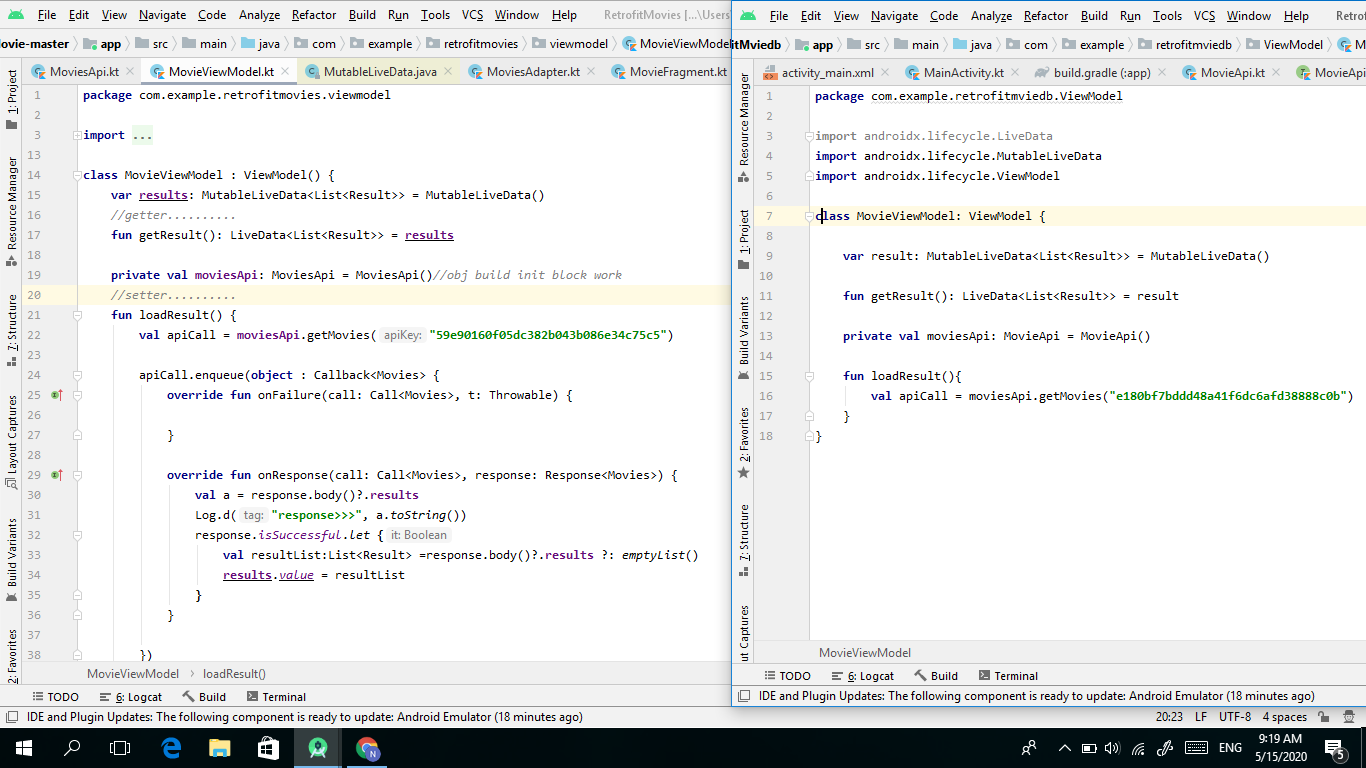 File Edit View Navigate Code Analyze Refactor Build Run Tools VCS Window Help RetrofitMovies [...\Users
ovie-master app src main java com example retrofitmovies viewmodel MovieViewModel
MoviesApi.kt MovieViewModel.kt MutableLiveData.java MoviesAdapter.kt MovieFragment.kt
1 package com.example.retrofitmovies.viewmodel
2
3 import ...
13
14 class MovieViewModel : ViewModel() {
15 var results: MutableLiveData<List<Result>> = MutableLiveData()
16 //getter..........
17 fun getResult(): LiveData<List<Result>> = results
18
19 private val moviesApi: MoviesApi = MoviesApi()//obj build init block work
20 //setter..........
21 fun loadResult() {
22 val apiCall = moviesApi.getMovies( apiKey: "59e90160f05dc382b043b086e34c75c5")
23
24 apiCall.enqueue(object : Callback<Movies> {
25 override fun onFailure(call: Call<Movies>, t: Throwable) {
26
27 }
28
29 override fun onResponse(call: Call<Movies>, response: Response<Movies>) {
30 val a = response.body()?.results
31 Log.d( tag: "response>>>", a.toString())
32 response.isSuccessful.let { it: Boolean
33 val resultList:List<Result> =response.body()?.results ?: emptyList()
34 results.value = resultList
35 }
36 }
37
38 })
MovieViewModel › loadResult()
TODO 6: Logcat Build Terminal
IDE and Plugin Updates: The following component is ready to update: Android Emulator (18 minutes ago)
1: Project
Resource Manager
7: Structure
Layout Captures
Build Variants
2: Favorites
File Edit View Navigate Code Analyze Refactor Build Run Tools VCS Window Help Retrof
itMviedb app src main java com example retrofitmviedb ViewModel M
activity_main.xml MainActivity.kt build.gradle (:app) MovieApi.kt MovieApi
1 package com.example.retrofitmviedb.ViewModel
2
3 import androidx.lifecycle.LiveData
4 import androidx.lifecycle.MutableLiveData
5 import androidx.lifecycle.ViewModel
6
7 class MovieViewModel: ViewModel {
8
9 var result: MutableLiveData<List<Result>> = MutableLiveData()
10
11 fun getResult(): LiveData<List<Result>> = result
12
13 private val moviesApi: MovieApi = MovieApi()
14
15 fun loadResult(){
16 val apiCall = moviesApi.getMovies("e180bf7bddd48a41f6dc6afd38888c0b")
17 }
18 }
MovieViewModel
TODO 6: Logcat Build Terminal
IDE and Plugin Updates: The following component is ready to update: Android Emulator (18 minutes ago)
Resource Manager
1: Project
Build Variants
2: Favorites
7: Structure
ut Captures
20:23 LF UTF-8 4 spaces
ENG
9:19 AM
5/15/2020
5